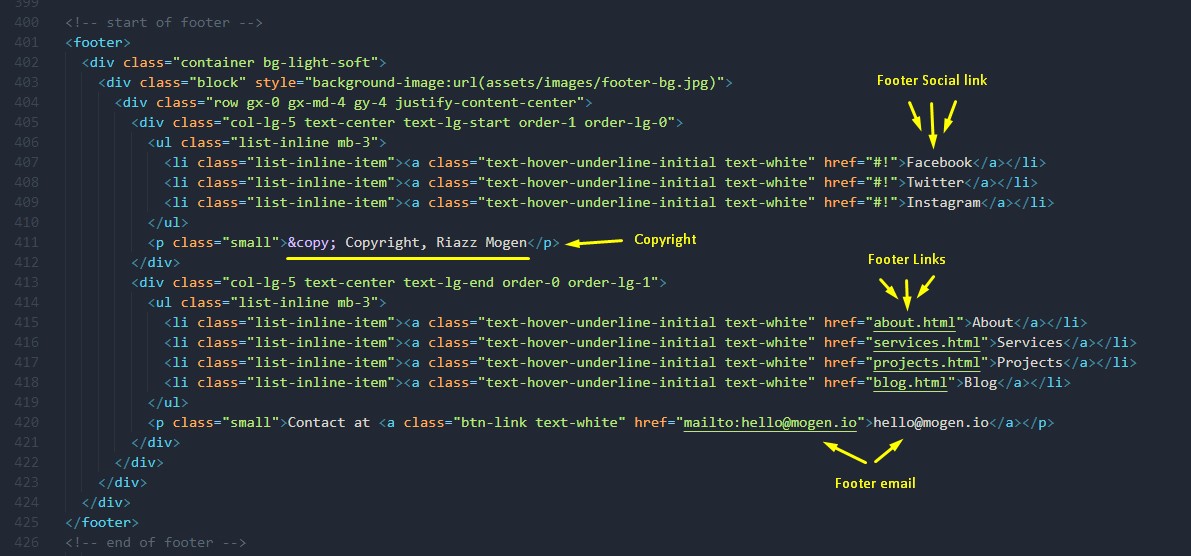 399
400 <!-- start of footer -->
401 <footer>
402 <div class="container bg-light-soft">
403 <div class="block" style="background-image:url(assets/images/footer-bg.jpg)">
Footer Social link
404 <div class="row gx-0 gx-md-4 gy-4 justify-content-center">
405 <div class="col-lg-5 text-center text-lg-start order-1 order-lg-0">
406 <ul class="list-inline mb-3">
407 <li class="list-inline-item"><a class="text-hover-underline-initial text-white" href="#!">Facebook</a></li>
408 <li class="list-inline-item"><a class="text-hover-underline-initial text-white" href="#!">Twitter</a></li>
409 <li class="list-inline-item"><a class="text-hover-underline-initial text-white" href="#!">Instagram</a></li>
410 </ul>
411 <p class="small">&copy; Copyright, Riazz Mogen</p>
Copyright
412 </div>
Footer Links
413 <div class="col-lg-5 text-center text-lg-end order-0 order-lg-1">
414 <ul class="list-inline mb-3">
415 <li class="list-inline-item"><a class="text-hover-underline-initial text-white" href="about.html">About</a></li>
416 <li class="list-inline-item"><a class="text-hover-underline-initial text-white" href="services.html">Services</a></li>
417 <li class="list-inline-item"><a class="text-hover-underline-initial text-white" href="projects.html">Projects</a></li>
418 <li class="list-inline-item"><a class="text-hover-underline-initial text-white" href="blog.html">Blog</a></li>
419 </ul>
420 <p class="small">Contact at <a class="btn-link text-white" href="mailto:hello@mogen.io">hello@mogen.io</a></p>
421 </div>
422 </div>
423 </div>
Footer email
424 </div>
425 </footer>
426 <!-- end of footer -->